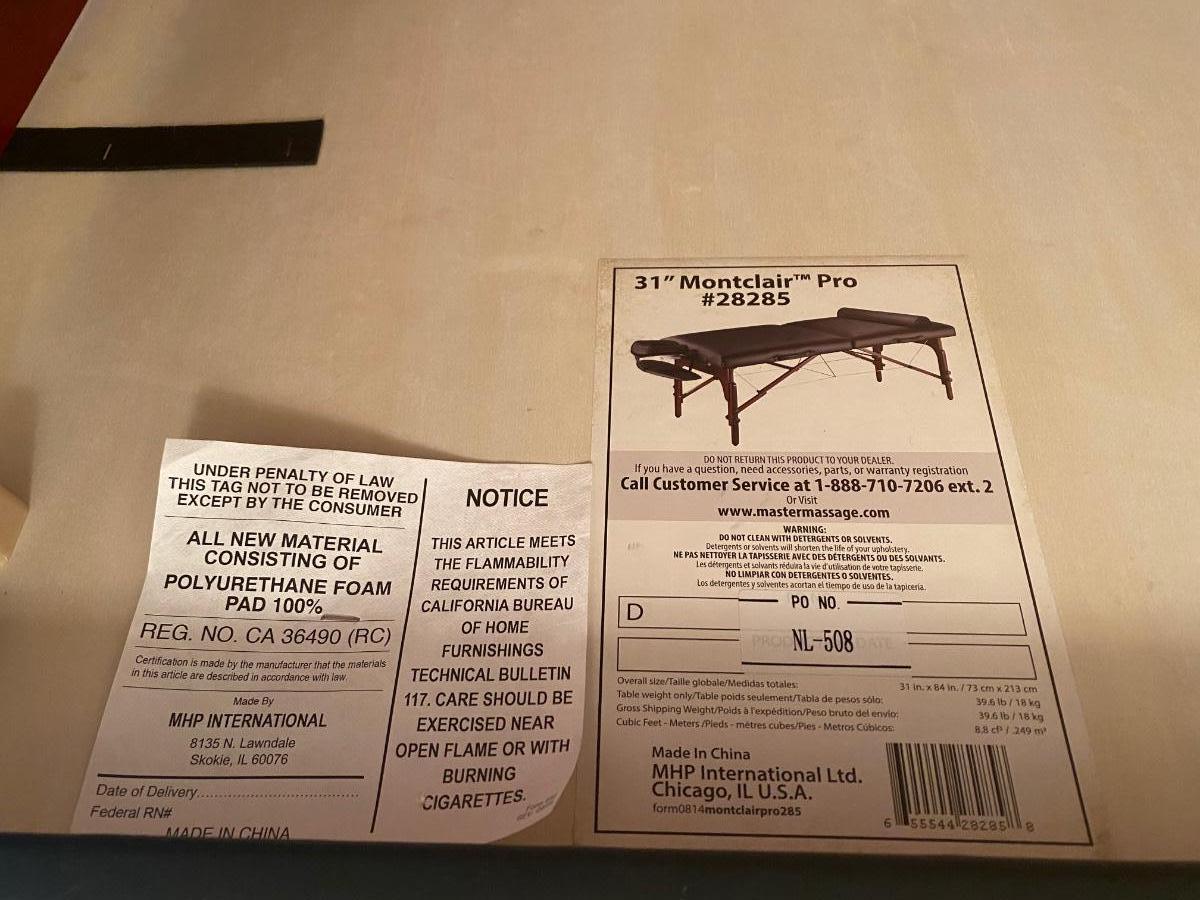 UNDER PENALTY OF LAW
THIS TAG NOT TO BE REMOVED
EXCEPT BY THE CONSUMER
ALL NEW MATERIAL
CONSISTING OF
POLYURETHANE FOAM
PAD 100%
REG. NO. CA 36490 (RC)
Certification is made by the manufacturer that the materials
in this article are described in accordance with law.
Made By
MHP INTERNATIONAL
8135 N. Lawndale
Skokie, IL 60076
Date of Delivery
Federal RN#
MADE IN CHINA
NOTICE
THIS ARTICLE MEETS
THE FLAMMABILITY
REQUIREMENTS OF
CALIFORNIA BUREAU
OF HOME
FURNISHINGS
TECHNICAL BULLETIN
117. CARE SHOULD BE
EXERCISED NEAR
OPEN FLAME OR WITH
BURNING
CIGARETTES.
31" Montclair™ Pro
#28285
DO NOT RETURN THIS PRODUCT TO YOUR DEALER.
If you have a question, need accessories, parts, or warranty registration
Call Customer Service at 1-888-710-7206 ext. 2
Or Visit
www.mastermassage.com
WARNING:
DO NOT CLEAN WITH DETERGENTS OR SOLVENTS.
Detergents or solvents will shorten the life of your upholstery.
NE PAS NETTOYER LA TAPISSERIE AVEC DES DÉTERGENTS OU DES SOLVANTS.
Les détergents et solvants réduira la vie d'utilisation de votre tapisserie.
NO LIMPIAR CON DETERGENTES O SOLVENTES.
Los detergentes y solventes acortan el tiempo de uso de la tapiceria.
D
PO NO.
NL-508
Overall size/Taille globale/Medidas totales: 31 in. x 84 in. / 73 cm x 213 cm
Table weight only/Table poids seulement/Tabla de pesos sólo: 39.6 lb / 18 kg
Gross Shipping Weight/Poids à l'expédition/Peso bruto del envio: 39.6 lb / 18 kg
Cubic Feet - Meters /Pieds - mètres cubes/Pies - Metros Cúbicos: 8.8 cf³ / .249 m³
Made In China
MHP International Ltd.
Chicago, IL U.S.A.
form0814montclairpro285
6 55544 28285 8